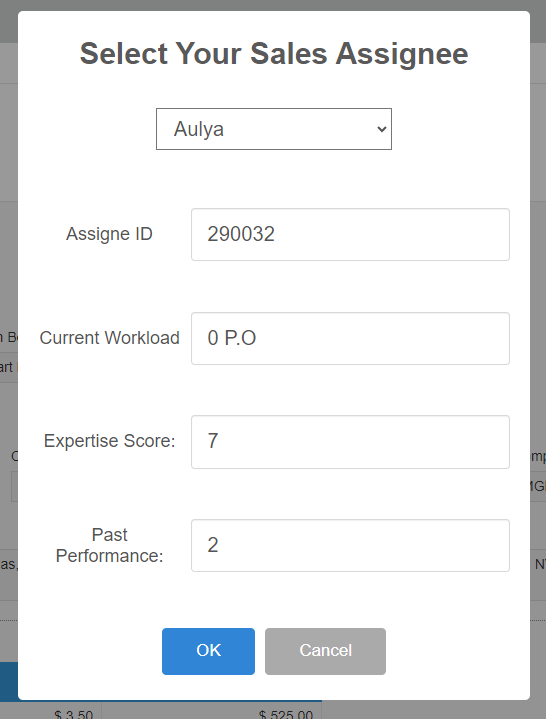 Select Your Sales Assignee
Aulya
Assigne ID
290032
Current Workload
0 P.O
Expertise Score:
7
Past
Performance:
2
OK
Cancel
$ 3.50
$ 525.00